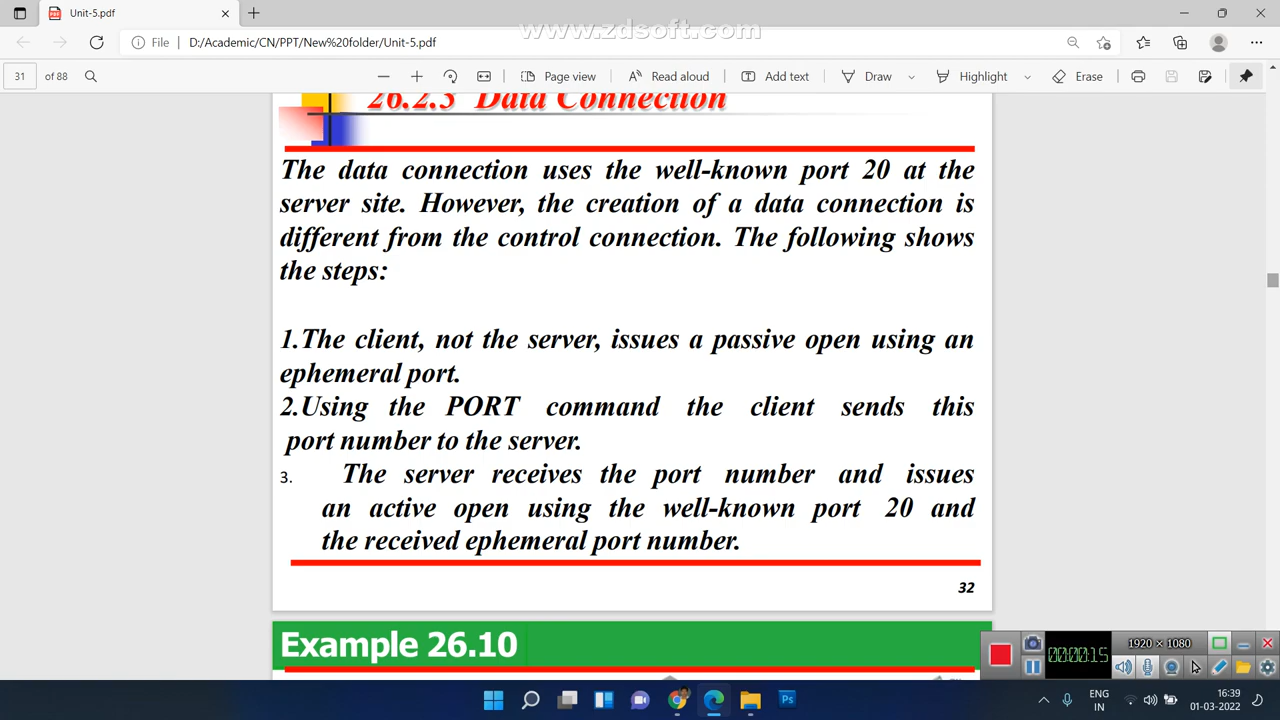 Unit-5.pdf
www.zdsoft.com
File
D:/Academic/CN/PPT/New%20folder/Unit-5.pdf
31 of 88
Page view
Read aloud
Add text
Draw
Highlight
Erase
26.2.3 Data Connection
The data connection uses the well-known port 20 at the
server site. However, the creation of a data connection is
different from the control connection. The following shows
the steps:
1.The client, not the server, issues a passive open using an
ephemeral port.
2.Using the PORT command the client sends this
port number to the server.
3. The server receives the port number and issues
an active open using the well-known port 20 and
the received ephemeral port number.
32
Example 26.10
1920 × 1080
00:00:15
ENG
IN
16:39
01-03-2022
Ps